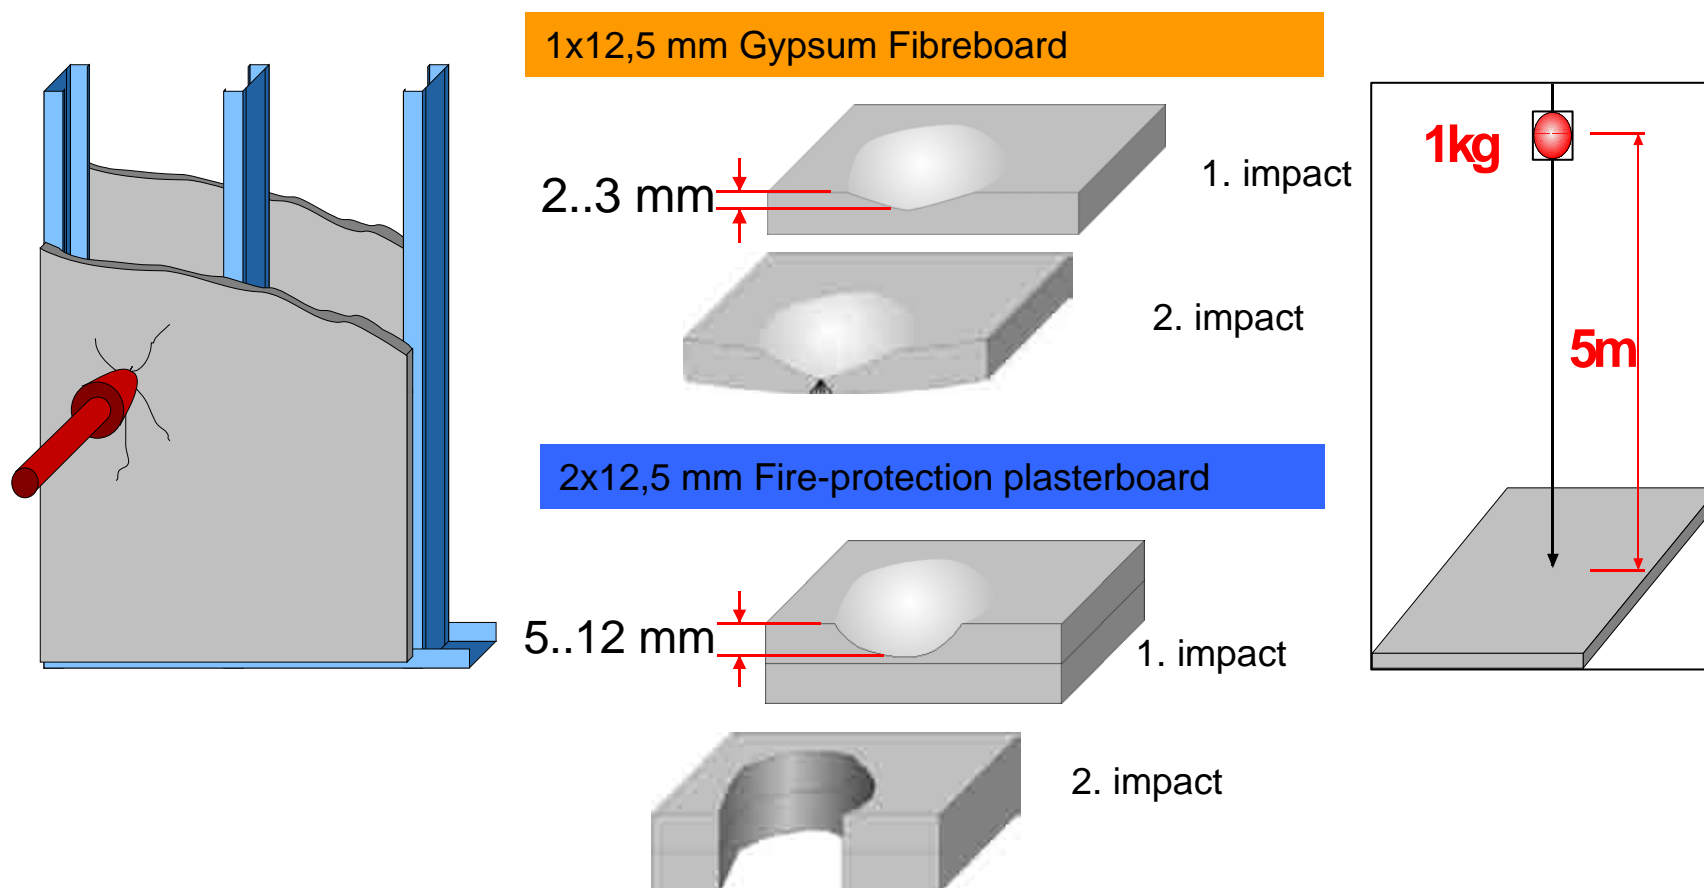 1x12,5 mm Gypsum Fibreboard
2..3 mm
1. impact
2. impact
2x12,5 mm Fire-protection plasterboard
5..12 mm
1. impact
2. impact
1kg
5m